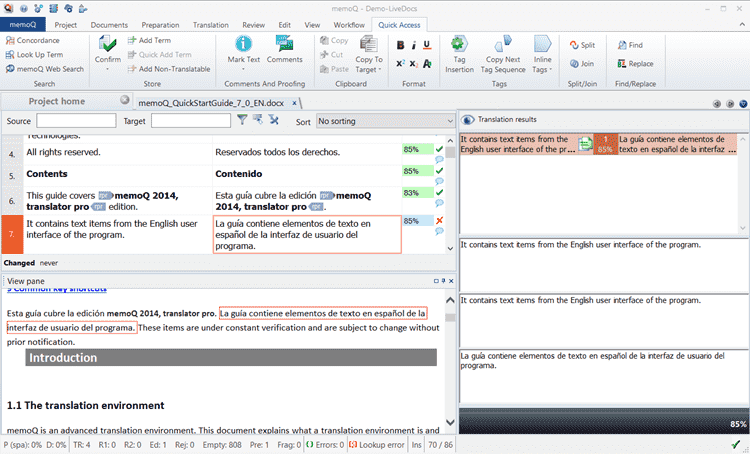 memoQ - Demo-LiveDocs
memoQ Project Documents Preparation Translation Review Edit View Workflow Quick Access
Concordance
Look Up Term
memoQ Web Search
Search
Confirm
Add Term
Quick Add Term
Add Non-Translatable
Store
Mark Text
Comments
Comments And Proofing
Copy
Cut
Paste
Copy To Target
Clipboard
B I U
X² X₂ A
Format
Tag Insertion
Copy Next Tag Sequence
Inline Tags
Tags
Split
Join
Split/Join
Find
Replace
Find/Replace
Project home memoQ_QuickStartGuide_7_0_EN.docx x
Source Target Sort No sorting
Technologies.
4. All rights reserved. Reservados todos los derechos. 85%
5. Contents Contenido 85%
6. This guide covers rpr memoQ 2014, Esta guía cubre la edición rpr memoQ 83%
translator pro rpr edition. 2014, translator pro rpr .
7. It contains text items from the English user La guía contiene elementos de texto en 85%
interface of the program. español de la interfaz de usuario del
programa.
Changed never
View pane
5 Common key shortcuts
Esta guía cubre la edición memoQ 2014, translator pro. La guía contiene elementos de texto en español de la
interfaz de usuario del programa. These items are under constant verification and are subject to change without
prior notification.
Introduction
1.1 The translation environment
memoQ is an advanced translation environment. This document explains what a translation environment is and
Translation results
It contans text items from the 1 La guía contiene elementos de
English user interface of the pr ... 85% texto en español de la interfaz ...
It contans text items from the English user interface of the program.
It contains text items from the English user interface of the program.
La guía contiene elementos de texto en español de la interfaz de usuario del
programa.
85%
P (spa): 0% D: 0% TR: 4 R1: 0 R2: 0 Ed: 1 Rej: 0 Empty: 808 Pre: 1 Frag: 0 Errors: 0 Lookup error Ins 70 / 86